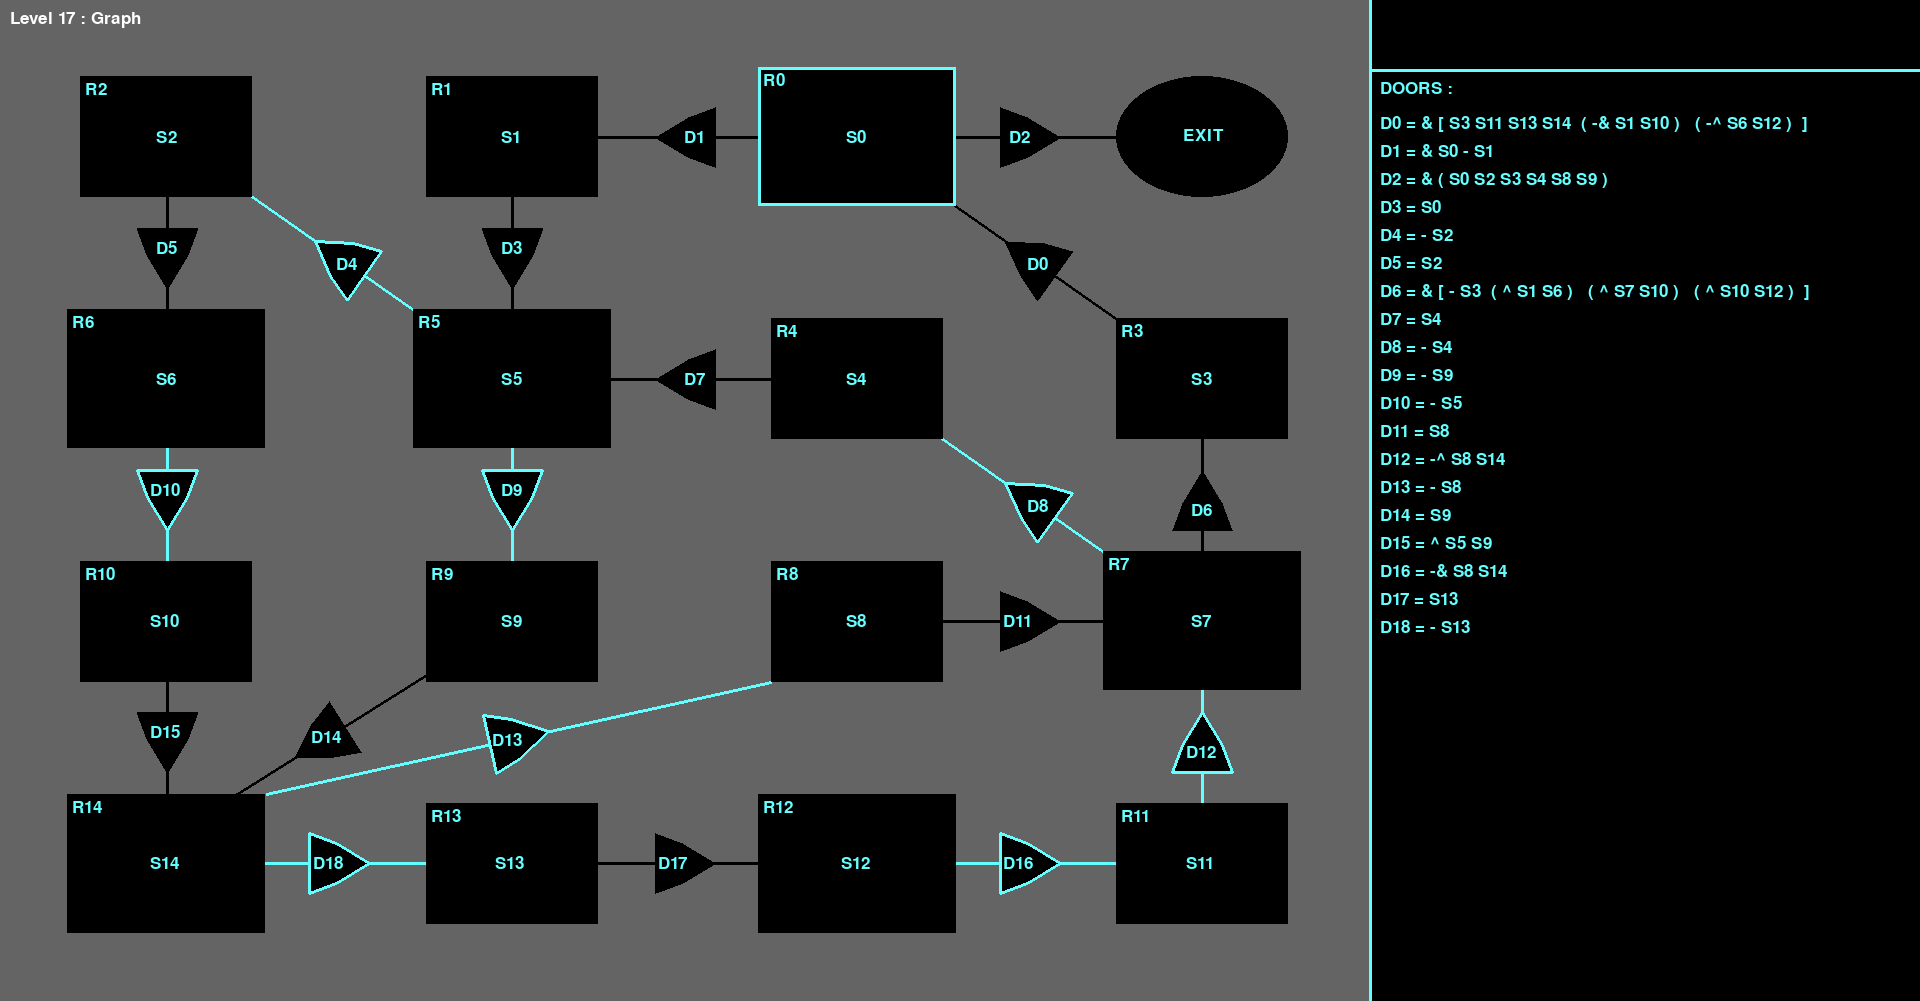 Level 17 : Graph
R2
S2
R1
S1
D1
R0
S0
D2
EXIT
D5
D4
D3
D0
R6
S6
R5
S5
D7
R4
S4
R3
S3
D10
D9
D8
D6
R10
S10
R9
S9
R8
S8
D11
R7
S7
D15
D14
D13
D12
R14
S14
D18
R13
S13
D17
R12
S12
D16
R11
S11
DOORS :
D0 = & [ S3 S11 S13 S14 ( -& S1 S10 ) ( -^ S6 S12 ) ]
D1 = & S0 - S1
D2 = & ( S0 S2 S3 S4 S8 S9 )
D3 = S0
D4 = - S2
D5 = S2
D6 = & [ - S3 ( ^ S1 S6 ) ( ^ S7 S10 ) ( ^ S10 S12 ) ]
D7 = S4
D8 = - S4
D9 = - S9
D10 = - S5
D11 = S8
D12 = -^ S8 S14
D13 = - S8
D14 = S9
D15 = ^ S5 S9
D16 = -& S8 S14
D17 = S13
D18 = - S13